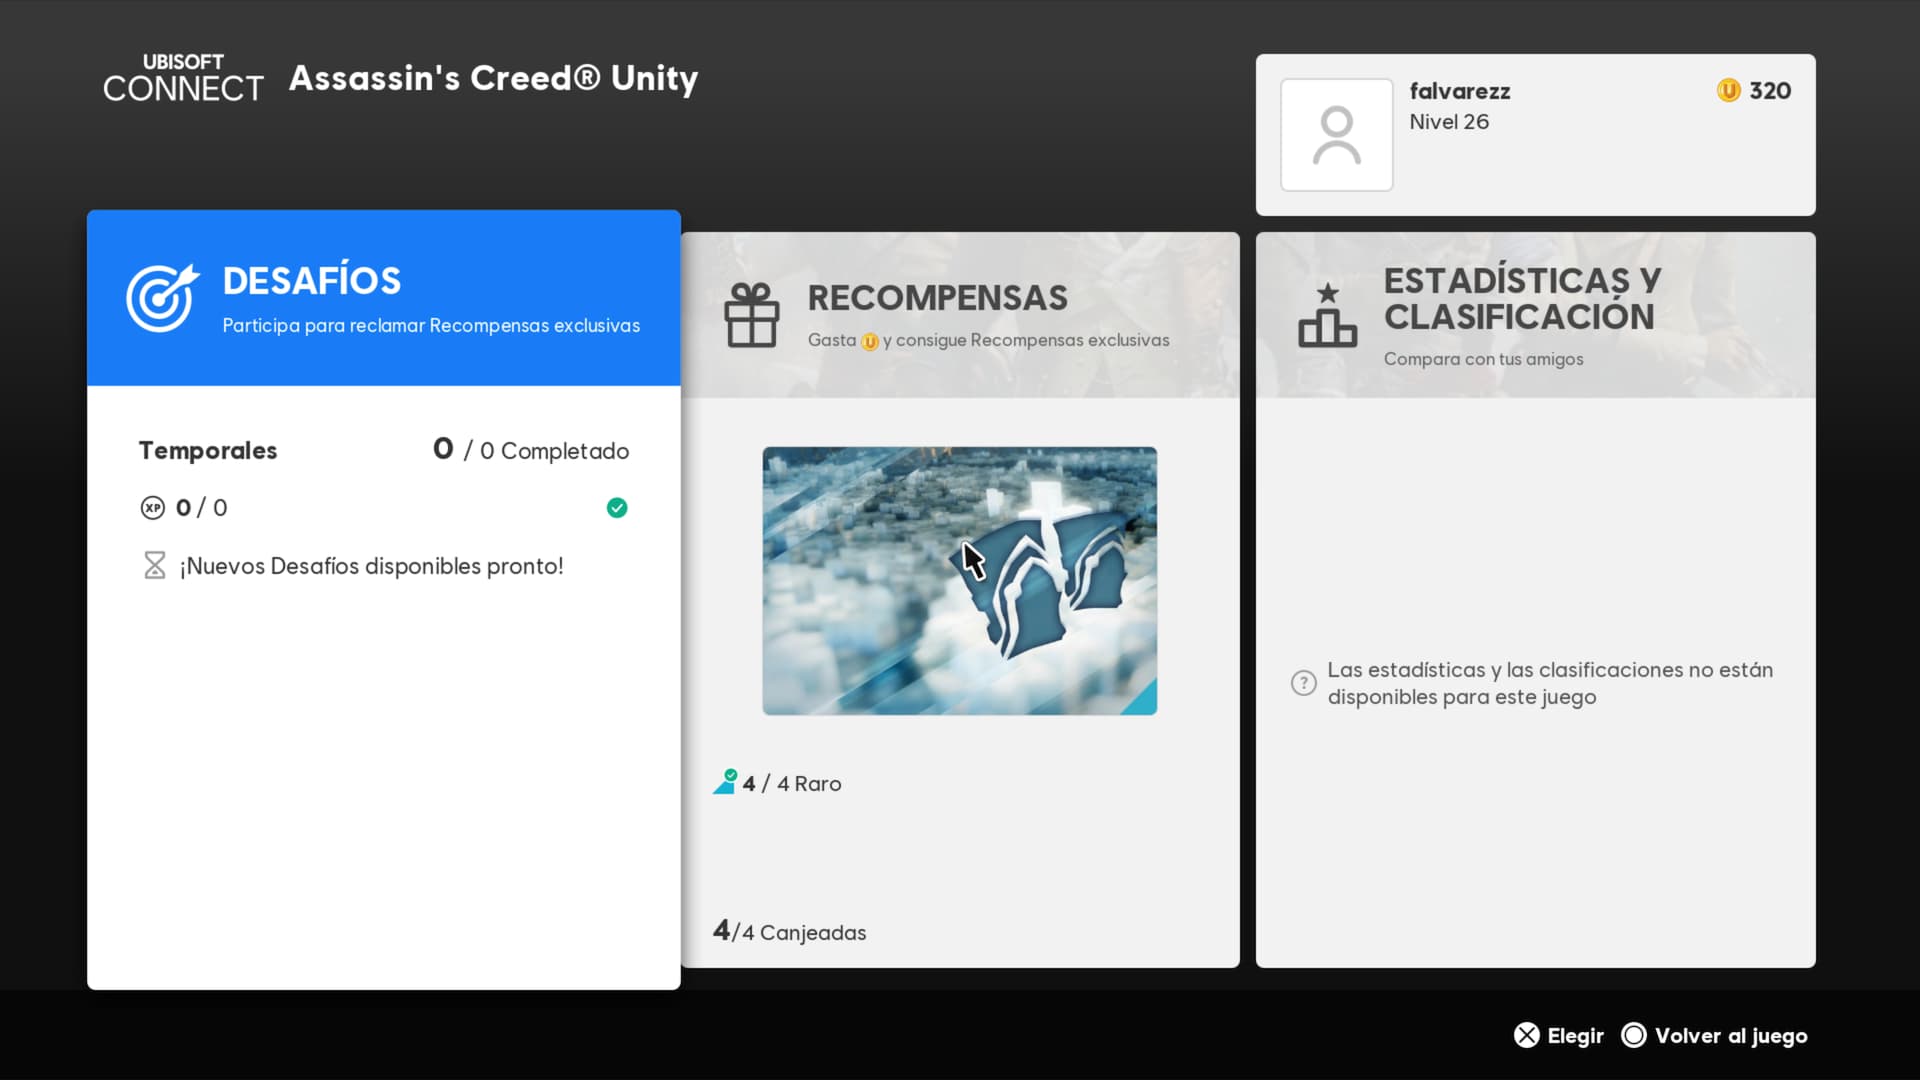 UBISOFT
CONNECT
Assassin's Creed® Unity
falvarezz
320
Nivel 26
DESAFÍOS
Participa para reclamar Recompensas exclusivas
Temporales
0 / 0 Completado
XP 0 / 0
¡Nuevos Desafíos disponibles pronto!
RECOMPENSAS
Gasta U y consigue Recompensas exclusivas
4 / 4 Raro
4/4 Canjeadas
ESTADÍSTICAS Y
CLASIFICACIÓN
Compara con tus amigos
Las estadísticas y las clasificaciones no están
disponibles para este juego
Elegir
Volver al juego